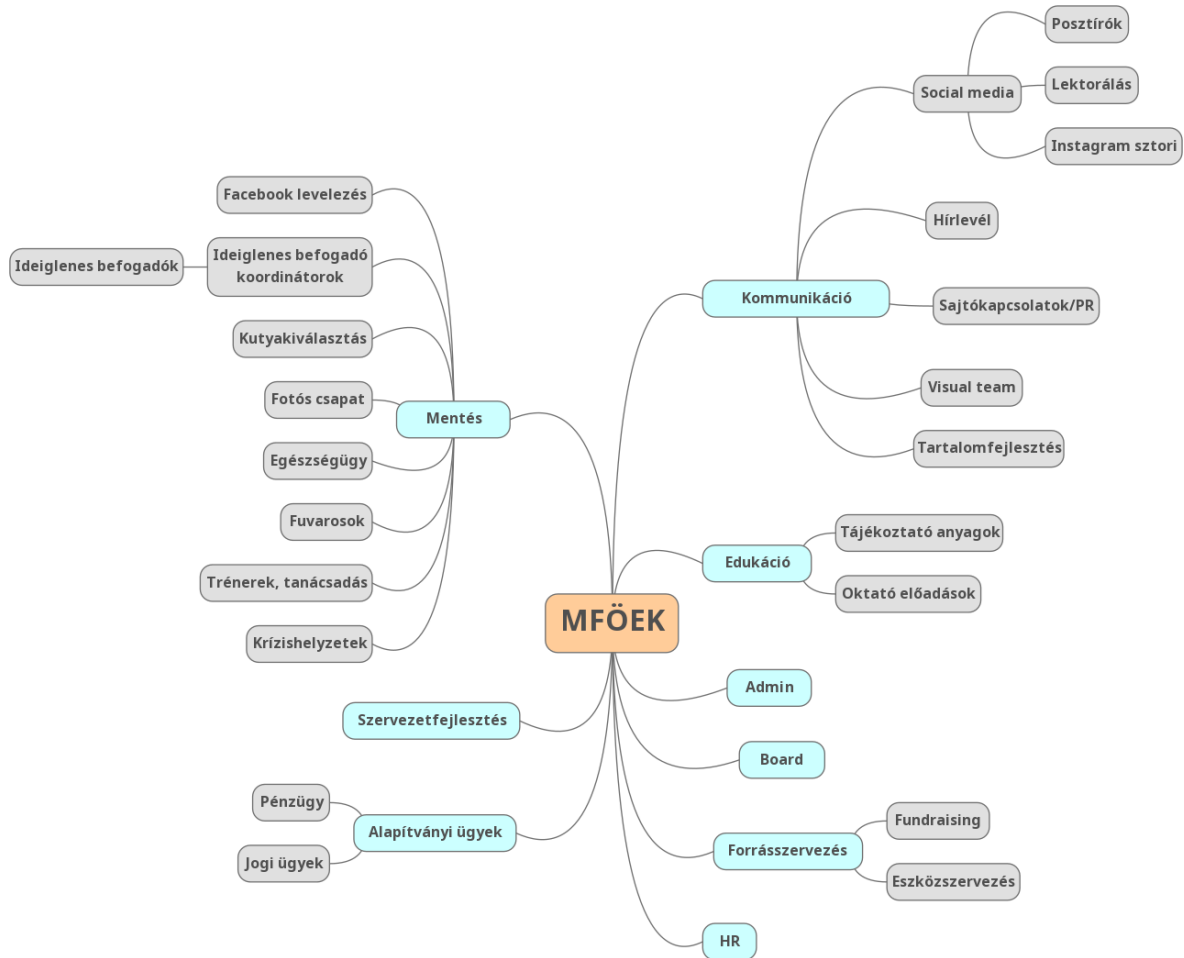 MFÖEK
Kommunikáció
Social media
Posztírók
Lektorálás
Instagram sztori
Hírlevél
Sajtókapcsolatok/PR
Visual team
Tartalomfejlesztés
Edukáció
Tájékoztató anyagok
Oktató előadások
Admin
Board
Forrásszervezés
Fundraising
Eszközszervezés
HR
Mentés
Facebook levelezés
Ideiglenes befogadó
koordinátorok
Ideiglenes befogadók
Kutyakiválasztás
Fotós csapat
Egészségügy
Fuvarosok
Trénerek, tanácsadás
Krízishelyzetek
Szervezetfejlesztés
Alapítványi ügyek
Pénzügy
Jogi ügyek